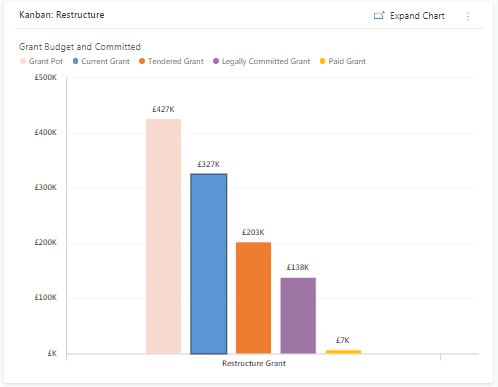 Kanban: Restructure
Expand Chart
Grant Budget and Committed
Grant Pot Current Grant Tendered Grant Legally Committed Grant Paid Grant
£500K
£427K
£400K
£327K
£300K
£203K
£200K
£138K
£100K
£7K
£K
Restructure Grant